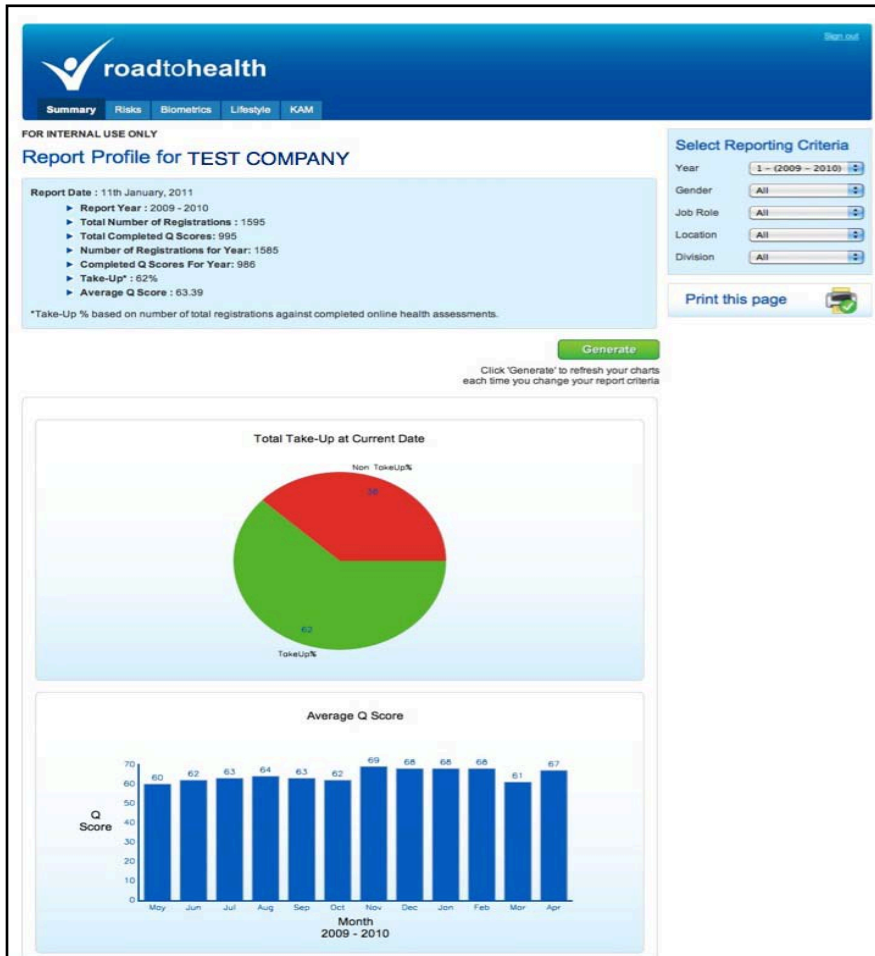 Sign out
roadtohealth
Summary Risks Biometrics Lifestyle KAM
FOR INTERNAL USE ONLY
Report Profile for TEST COMPANY
Report Date : 11th January, 2011
Report Year : 2009 - 2010
Total Number of Registrations : 1595
Total Completed Q Scores: 995
Number of Registrations for Year: 1585
Completed Q Scores For Year: 986
Take-Up* : 62%
Average Q Score : 63.39
*Take-Up % based on number of total registrations against completed online health assessments.
Select Reporting Criteria
Year 1 - (2009 - 2010)
Gender All
Job Role All
Location All
Division All
Print this page
Generate
Click 'Generate' to refresh your charts
each time you change your report criteria
Total Take-Up at Current Date
Non TakeUp%
62
TakeUp%
Average Q Score
70
60
50
40
30
20
10
0
60 62 63 64 63 62 69 68 68 68 61 67
Q
Score
May Jun Jul Aug Sep Oct Nov Dec Jan Feb Mar Apr
Month
2009 - 2010